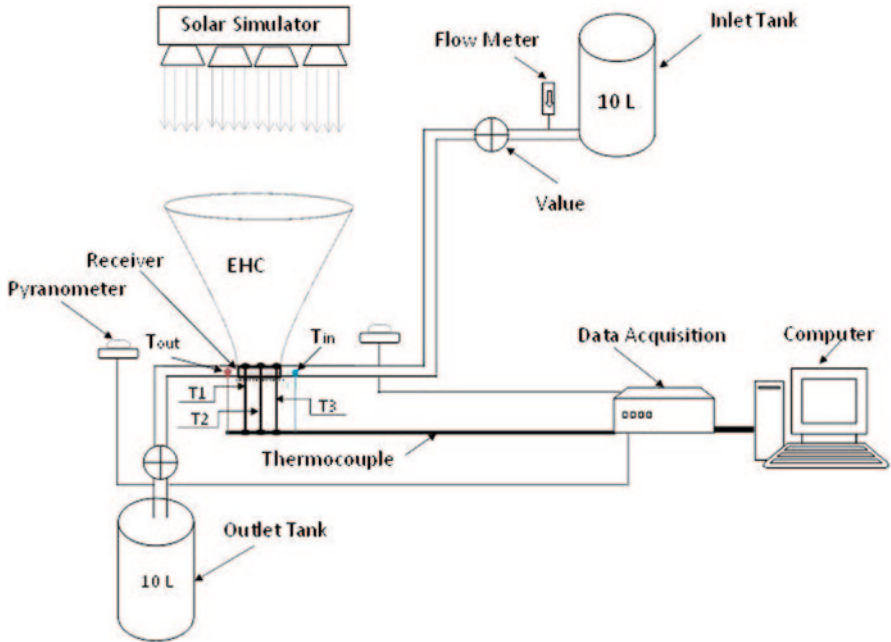 Solar Simulator
Flow Meter
Inlet Tank
10 L
Value
Receiver
EHC
Pyranometer
Tout
Tin
Data Acquisition
Computer
T1
T3
T2
Thermocouple
Outlet Tank
10 L